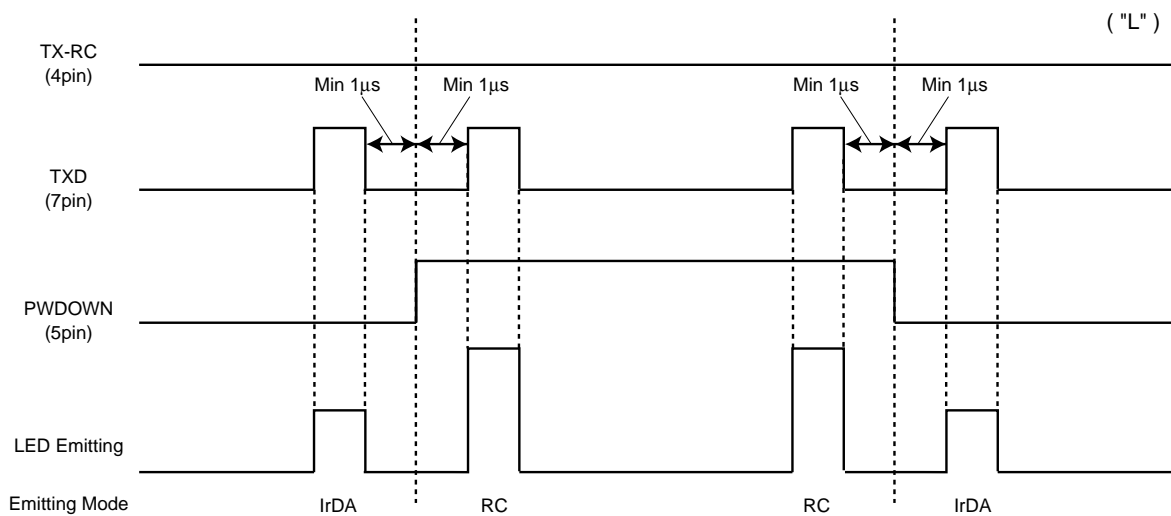 ( "L" )
TX-RC
(4pin)
Min 1μs Min 1μs Min 1μs Min 1μs
TXD
(7pin)
PWDOWN
(5pin)
LED Emitting
Emitting Mode IrDA RC RC IrDA